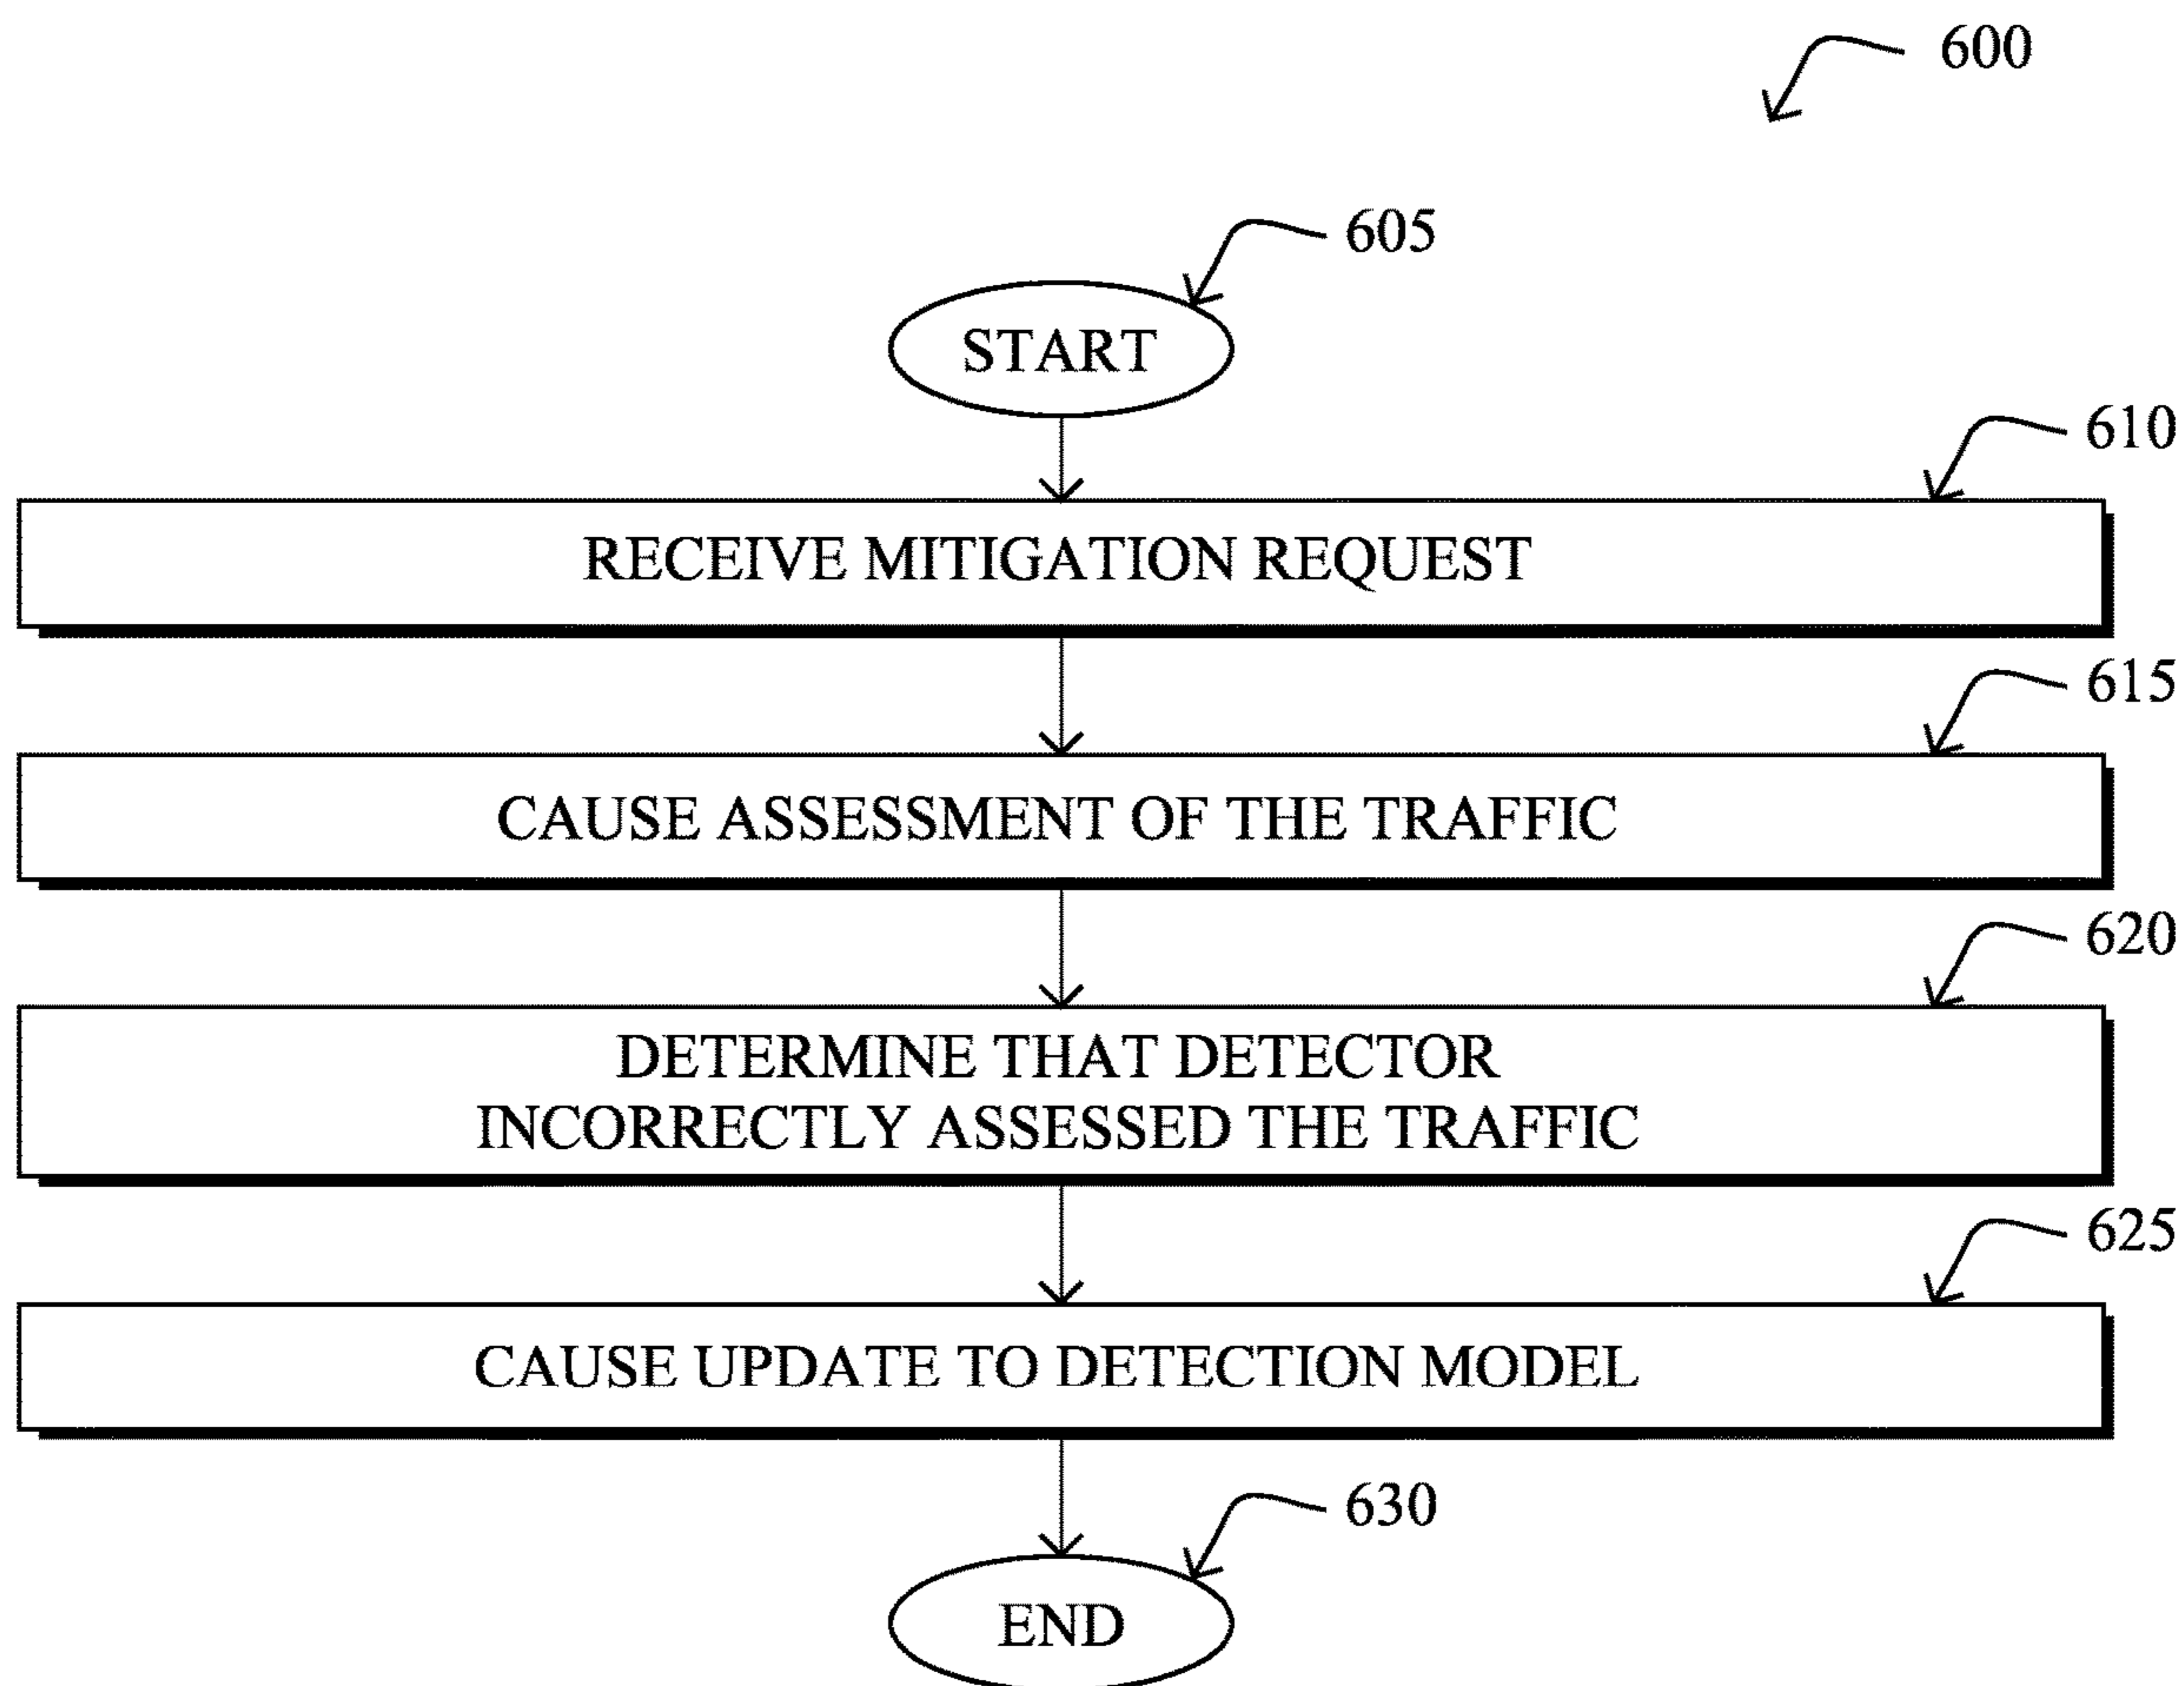 600
605
START
610
RECEIVE MITIGATION REQUEST
615
CAUSE ASSESSMENT OF THE TRAFFIC
620
DETERMINE THAT DETECTOR
INCORRECTLY ASSESSED THE TRAFFIC
625
CAUSE UPDATE TO DETECTION MODEL
630
END